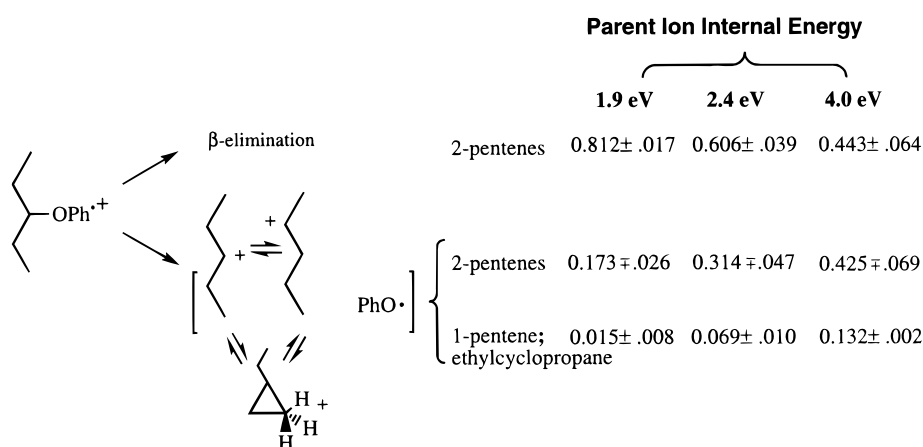 Parent Ion Internal Energy
1.9 eV 2.4 eV 4.0 eV
β-elimination
2-pentenes 0.812± .017 0.606± .039 0.443± .064
OPh•+
+ +
PhO•
2-pentenes 0.173∓.026 0.314∓.047 0.425∓.069
1-pentene; 0.015± .008 0.069± .010 0.132± .002
ethylcyclopropane
H +
H
H